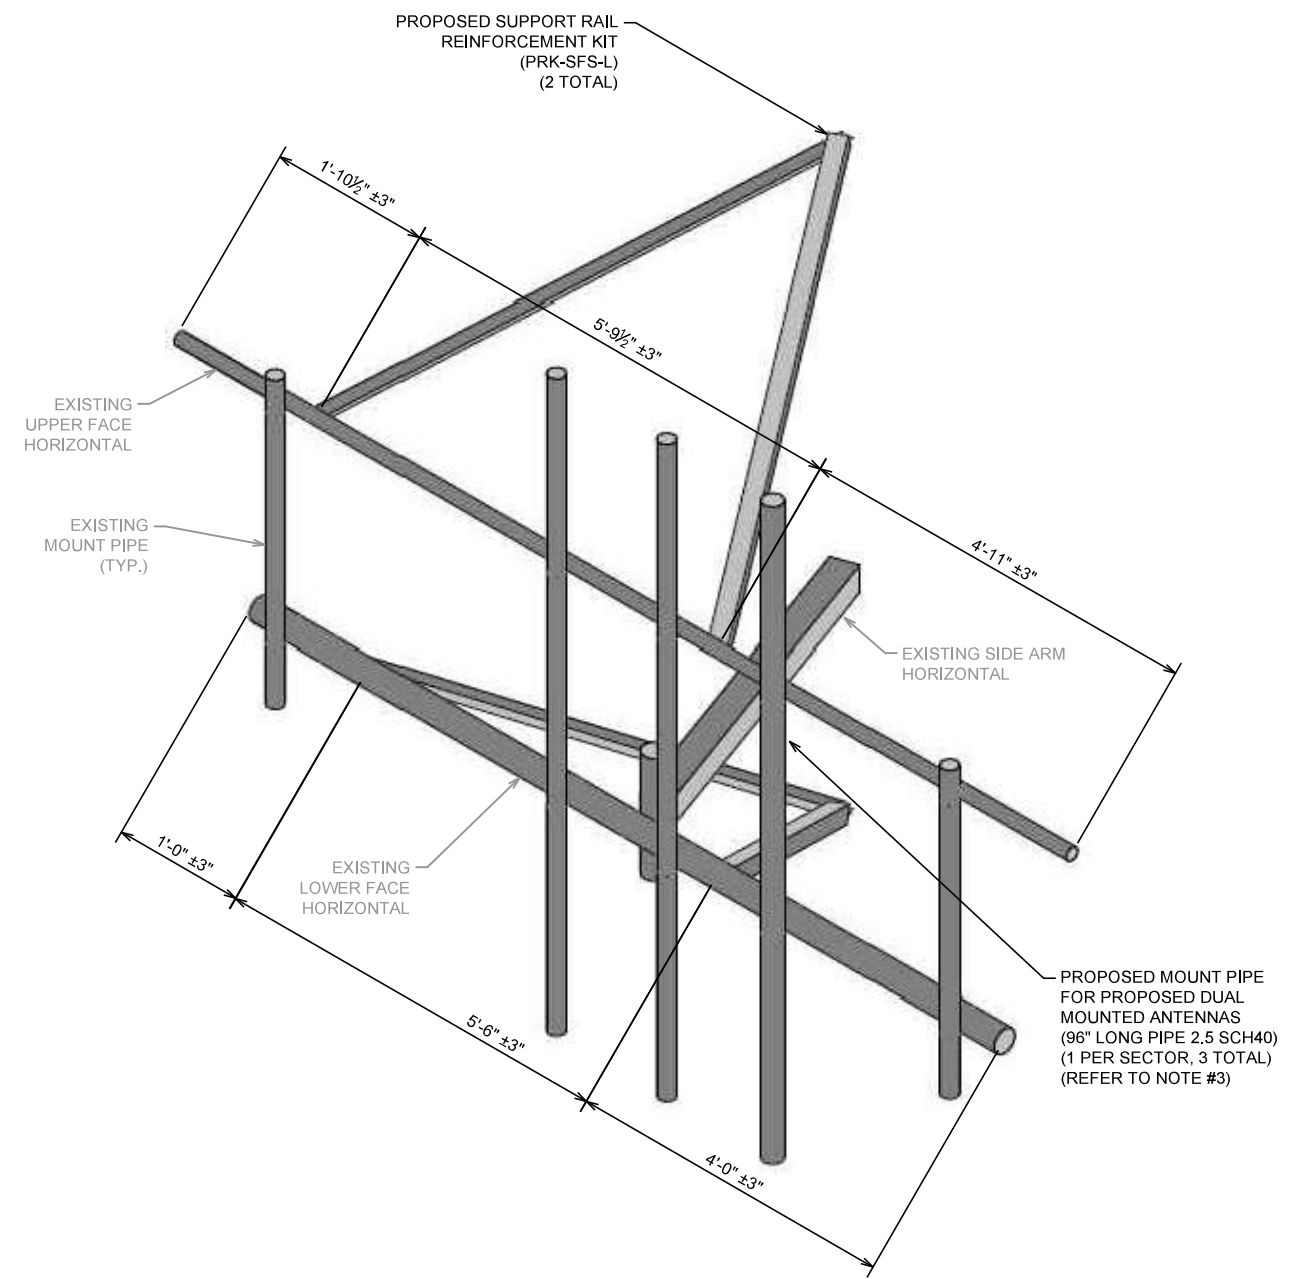 PROPOSED SUPPORT RAIL
REINFORCEMENT KIT
(PRK-SFS-L)
(2 TOTAL)
1'-10½" ±3"
5'-9½" ±3"
4'-11" ±3"
EXISTING
UPPER FACE
HORIZONTAL
EXISTING
MOUNT PIPE
(TYP.)
EXISTING SIDE ARM
HORIZONTAL
1'-0" ±3"
EXISTING
LOWER FACE
HORIZONTAL
5'-6" ±3"
4'-0" ±3"
PROPOSED MOUNT PIPE
FOR PROPOSED DUAL
MOUNTED ANTENNAS
(96" LONG PIPE 2.5 SCH40)
(1 PER SECTOR, 3 TOTAL)
(REFER TO NOTE #3)